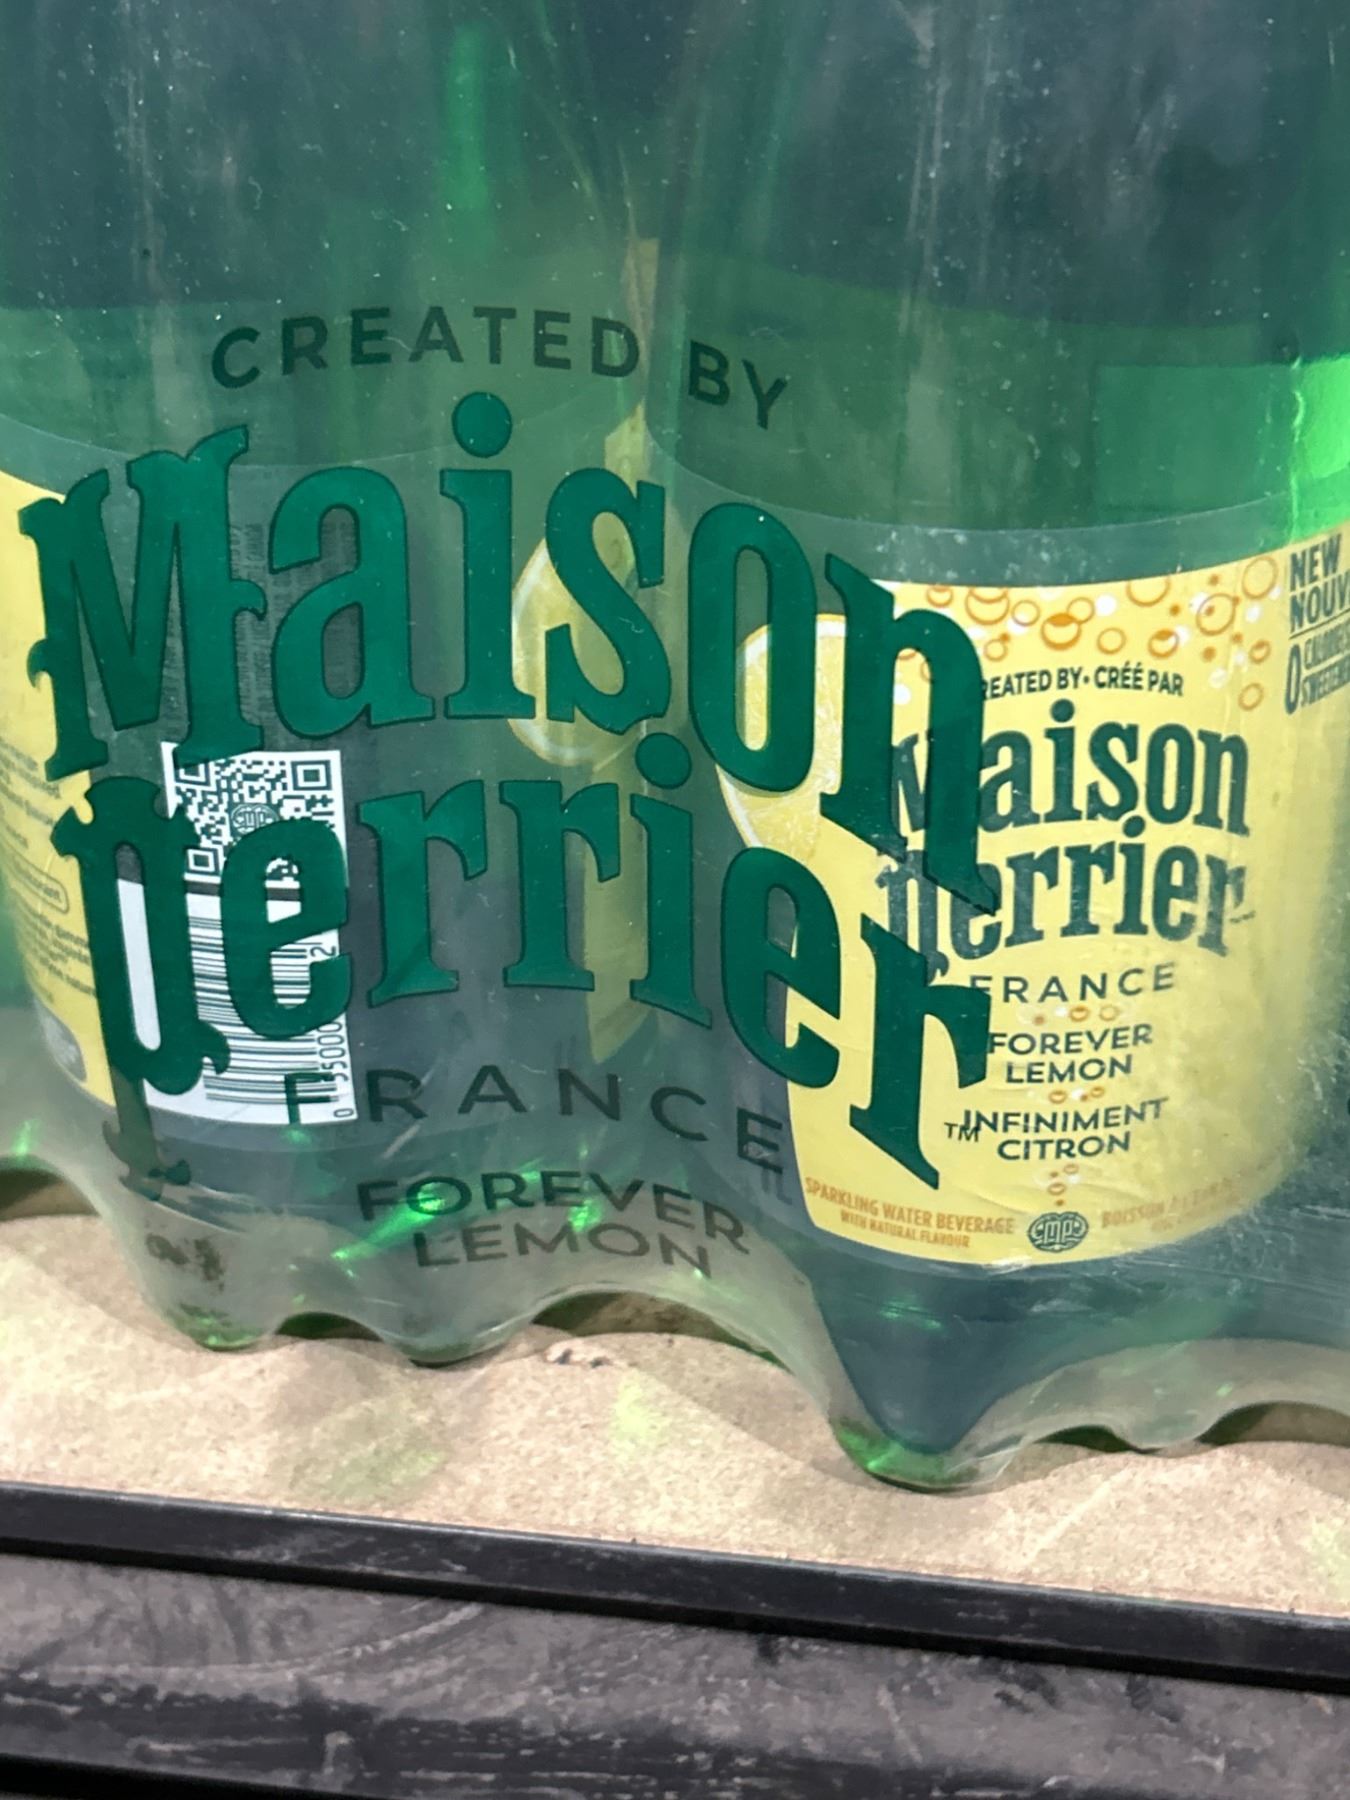 CREATED BY
Maison
perrier
FRANCE
TM
FOREVER
LEMON
NEW
CREATED BY • CRÉÉ PAR
Maison
perrier
FRANCE
FOREVER
LEMON
INFINIMENT
CITRON
SPARKLING WATER BEVERAGE
WITH NATURAL FLAVOUR